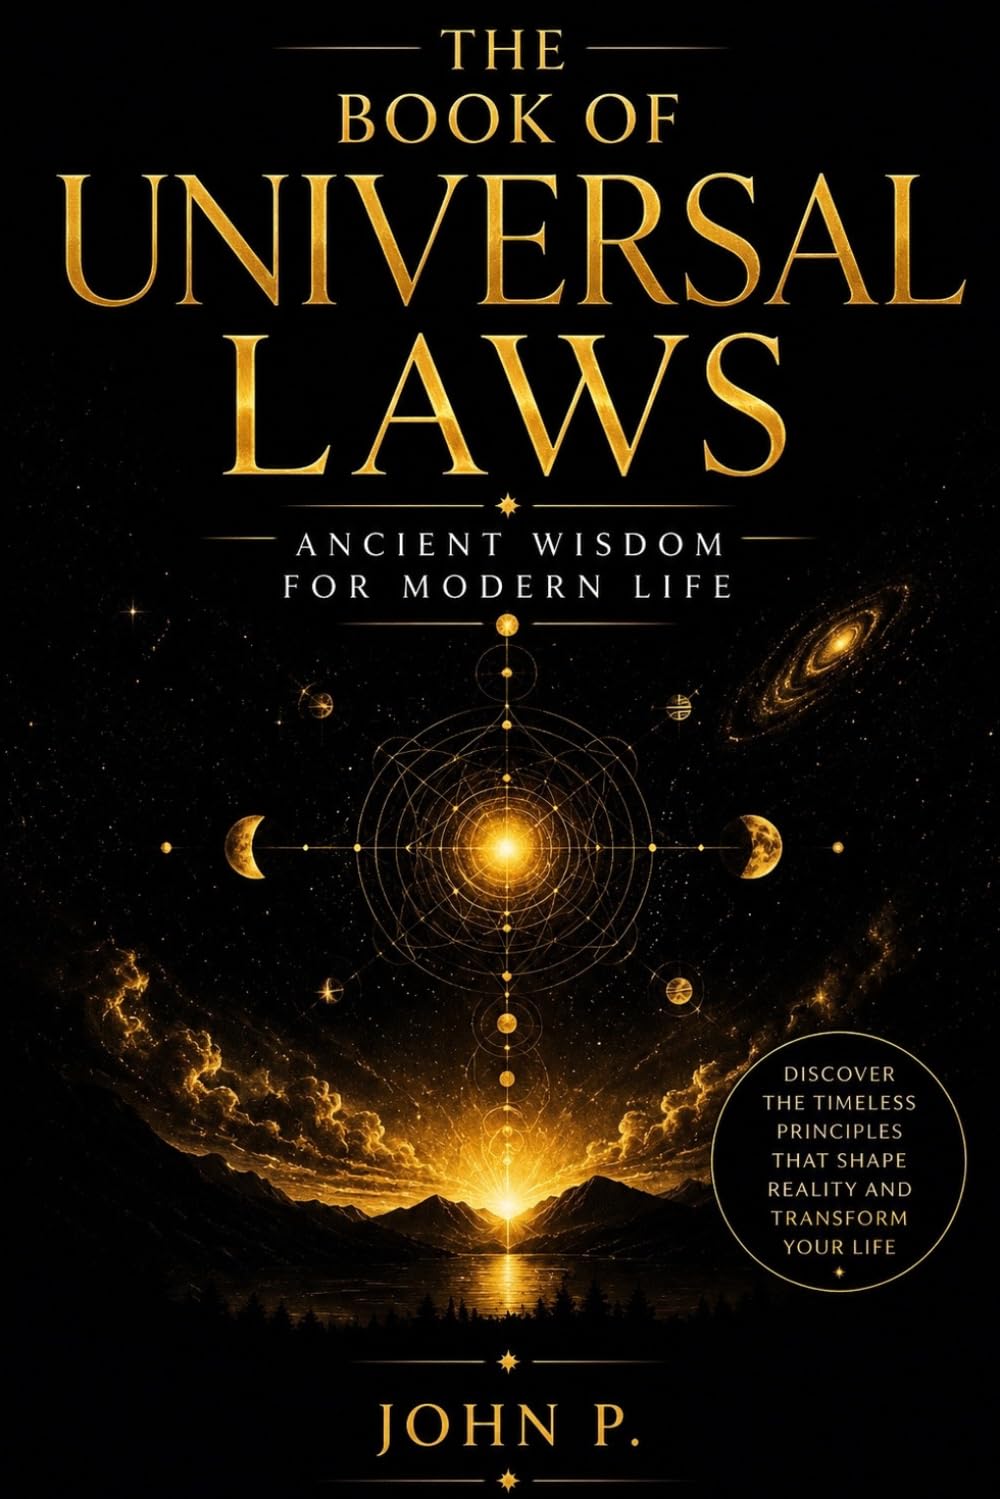 THE
BOOK OF
UNIVERSAL
LAWS
ANCIENT WISDOM
FOR MODERN LIFE
DISCOVER
THE TIMELESS
PRINCIPLES
THAT SHAPE
REALITY AND
TRANSFORM
YOUR LIFE
JOHN P.